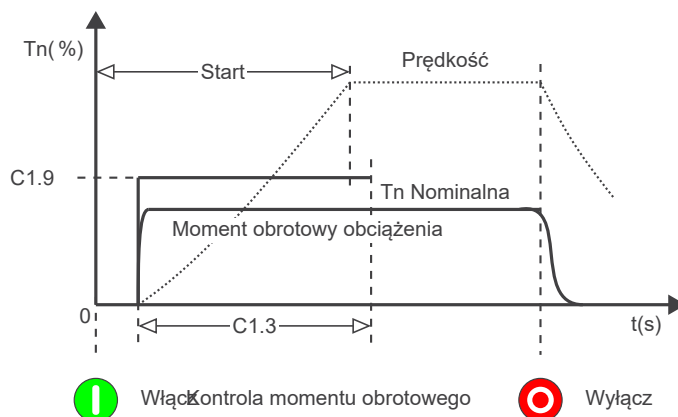 Tn(%)
Start
Prędkość
C1.9
Tn Nominalna
Moment obrotowy obciążenia
0
C1.3
t(s)
Włącz
Kontrola momentu obrotowego
Wyłącz